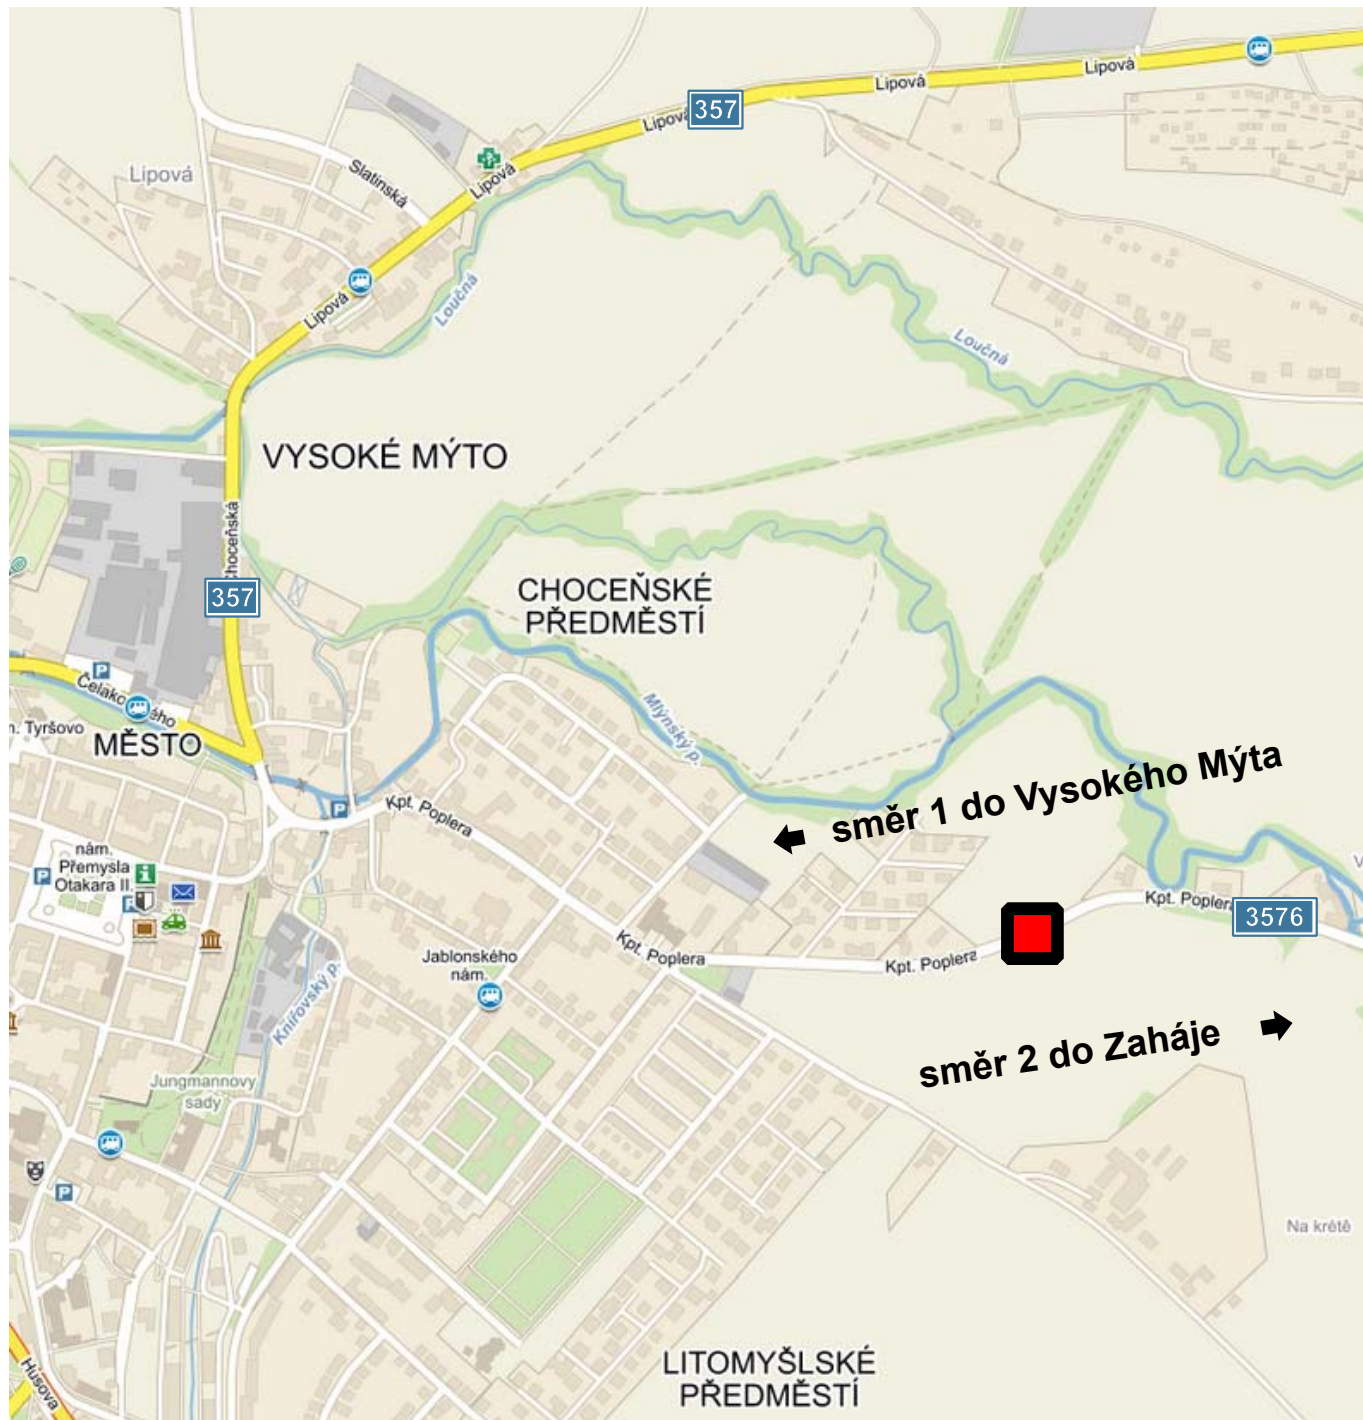 Lipová
Lipová
Lipová
357
Slatinská
Lipová
Lipová
Lipová
Loučná
Loučná
VYSOKÉ MÝTO
Choceňská
357
CHOCEŇSKÉ
PŘEDMĚSTÍ
P
Tyršovo
MĚSTO
Mlýnský p.
směr 1 do Vysokého Mýta
Kpt. Poplera
P
nám.
Přemysla
Otakara II.
P
i
P
Kpt. Poplera
3576
Kpt. Poplera
Kpt. Poplera
Jablonského
nám.
Knířovský p.
směr 2 do Zaháje
Jungmannovy
sady
P
Na krétě
LITOMYŠLSKÉ
PŘEDMĚSTÍ
Husova